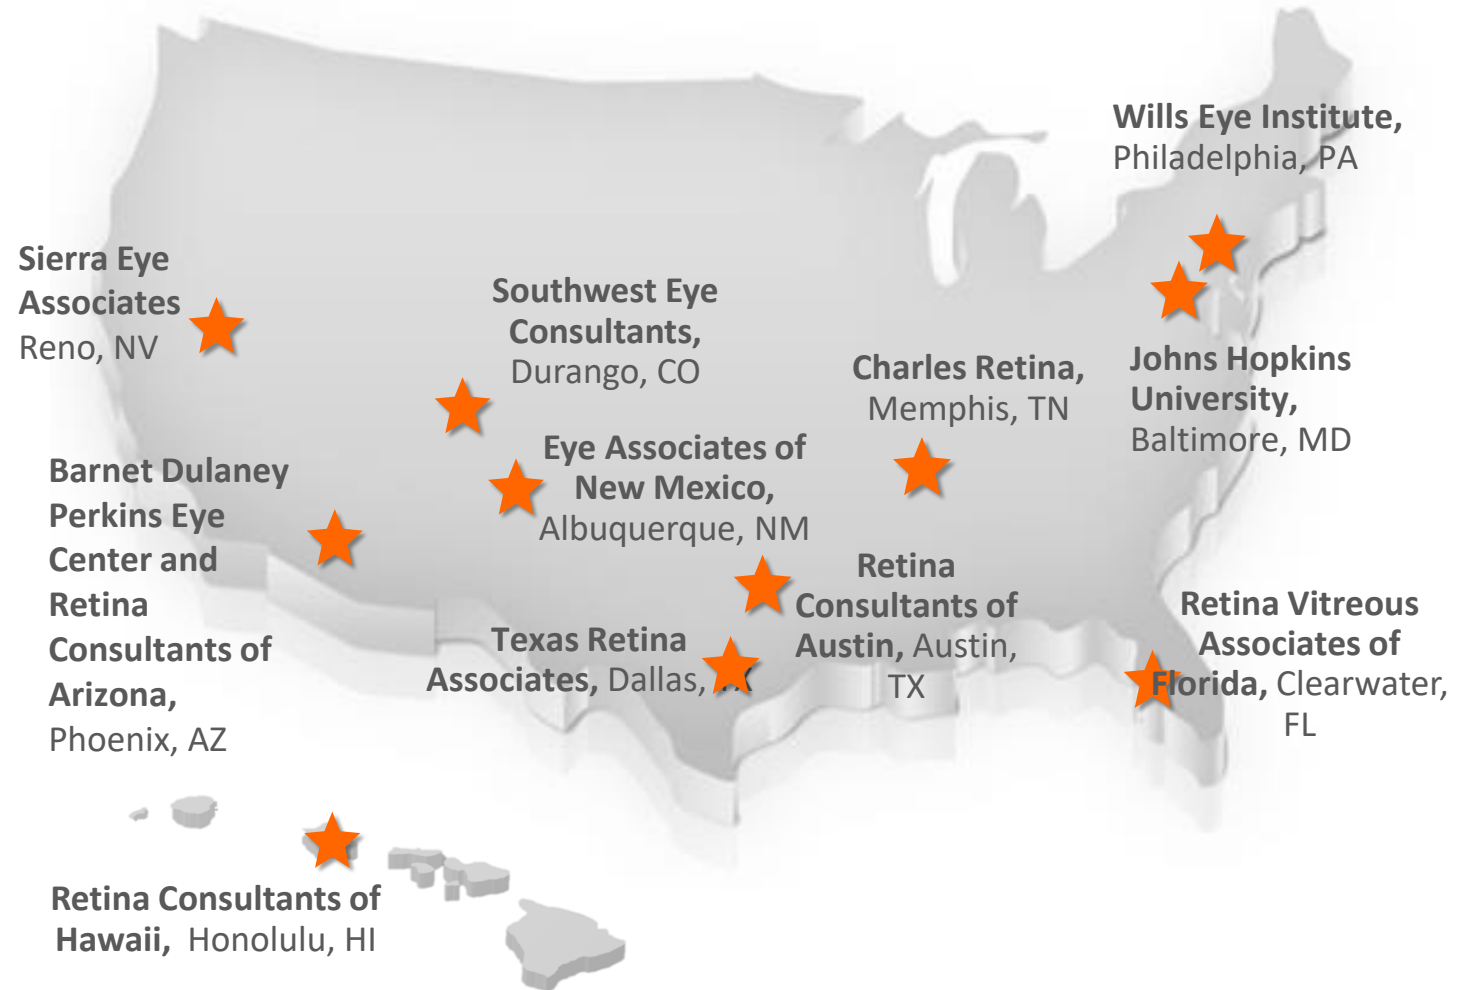 Wills Eye Institute,
Philadelphia, PA
Sierra Eye
Associates
Reno, NV
Southwest Eye
Consultants,
Durango, CO
Charles Retina,
Memphis, TN
Johns Hopkins
University,
Baltimore, MD
Eye Associates of
New Mexico,
Albuquerque, NM
Barnet Dulaney
Perkins Eye
Center and
Retina
Consultants of
Arizona,
Phoenix, AZ
Retina
Consultants of
Austin, Austin,
TX
Texas Retina
Associates, Dallas, TX
Retina Vitreous
Associates of
Florida, Clearwater,
FL
Retina Consultants of
Hawaii, Honolulu, HI